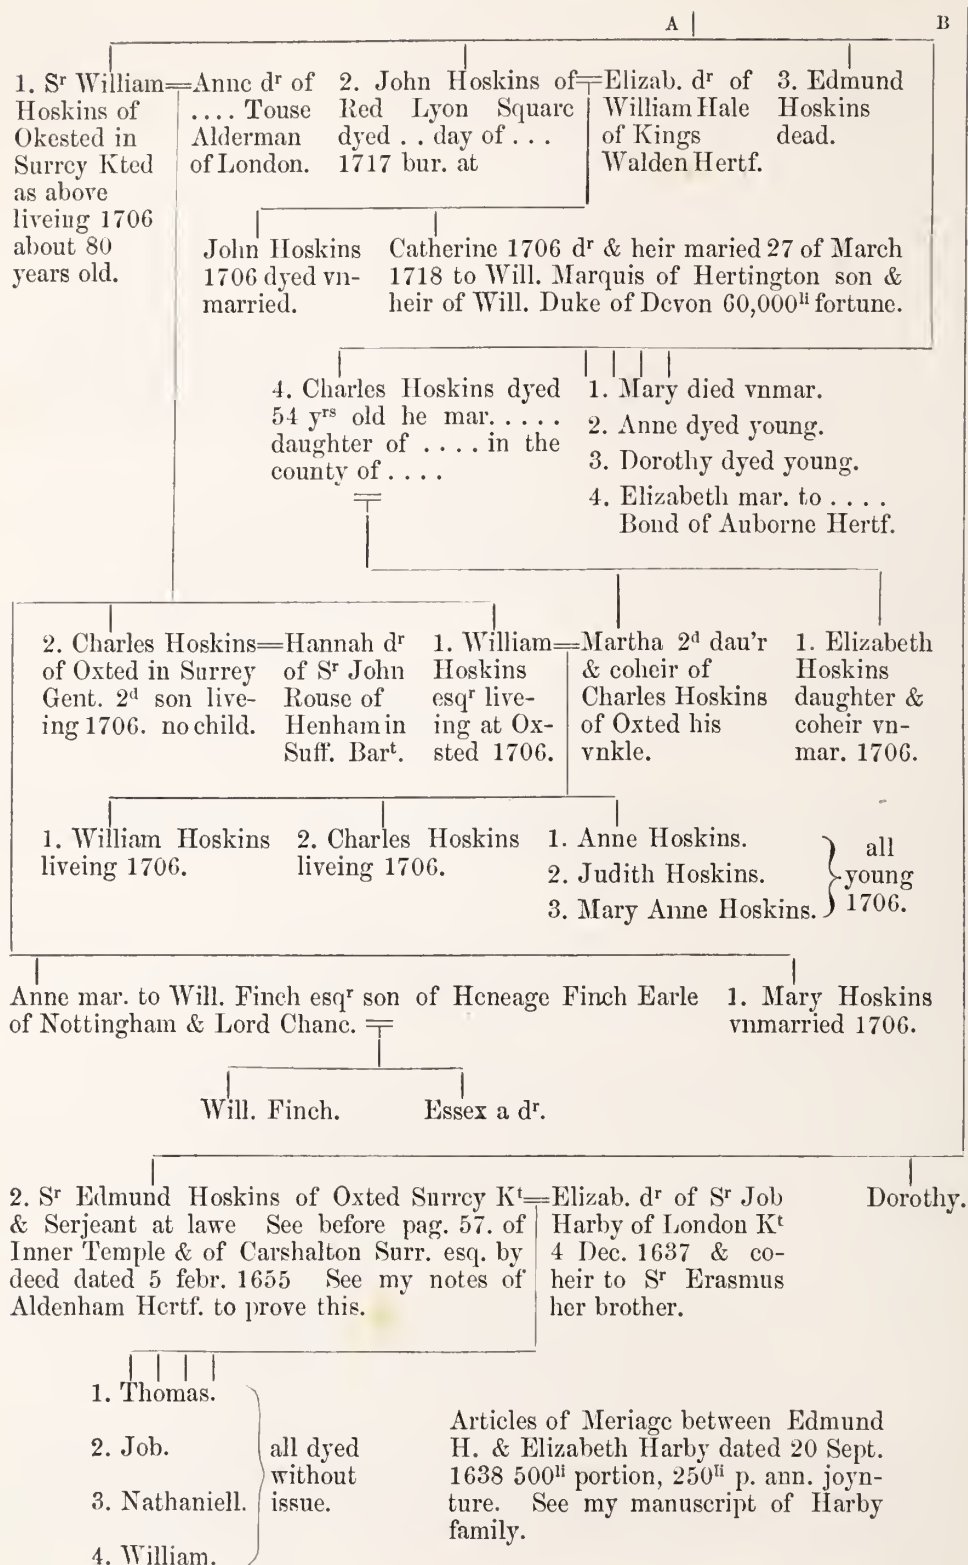 A B
1. Sr William=Anne dr of
Hoskins of .... Touse
Okested in Alderman
Surrey Kted of London.
as above
liveing 1706
about 80
years old.
2. John Hoskins of=Elizab. dr of
Red Lyon Square William Hale
dyed . . day of . . . of Kings
1717 bur. at Walden Hertf.
3. Edmund
Hoskins
dead.
John Hoskins
1706 dyed vn-
married.
Catherine 1706 dr & heir maried 27 of March
1718 to Will. Marquis of Hertington son &
heir of Will. Duke of Devon 60,000li fortune.
4. Charles Hoskins dyed
54 yrs old he mar. . . . .
daughter of . . . . in the
county of . . . .
1. Mary died vnmar.
2. Anne dyed young.
3. Dorothy dyed young.
4. Elizabeth mar. to . . . .
Bond of Auborne Hertf.
2. Charles Hoskins=Hannah dr
of Oxted in Surrey of Sr John
Gent. 2d son live- Rouse of
ing 1706. no child. Henham in
Suff. Bart.
1. William=Martha 2d dau'r
Hoskins & coheir of
esqr live- Charles Hoskins
ing at Ox- of Oxted his
sted 1706. vnkle.
1. Elizabeth
Hoskins
daughter &
coheir vn-
mar. 1706.
1. William Hoskins
liveing 1706.
2. Charles Hoskins
liveing 1706.
1. Anne Hoskins.
2. Judith Hoskins.
3. Mary Anne Hoskins.
all
young
1706.
Anne mar. to Will. Finch esqr son of Heneage Finch Earle
of Nottingham & Lord Chanc.
1. Mary Hoskins
vnmarried 1706.
Will. Finch. Essex a dr.
2. Sr Edmund Hoskins of Oxted Surrey Kt=Elizab. dr of Sr Job
& Serjeant at lawe See before pag. 57. of Harby of London Kt
Inner Temple & of Carshalton Surr. esq. by 4 Dec. 1637 & co-
deed dated 5 febr. 1655 See my notes of heir to Sr Erasmus
Aldenham Hertf. to prove this. her brother.
Dorothy.
1. Thomas.
2. Job.
3. Nathaniell.
4. William.
all dyed
without
issue.
Articles of Meriage between Edmund
H. & Elizabeth Harby dated 20 Sept.
1638 500li portion, 250li p. ann. joyn-
ture. See my manuscript of Harby
family.